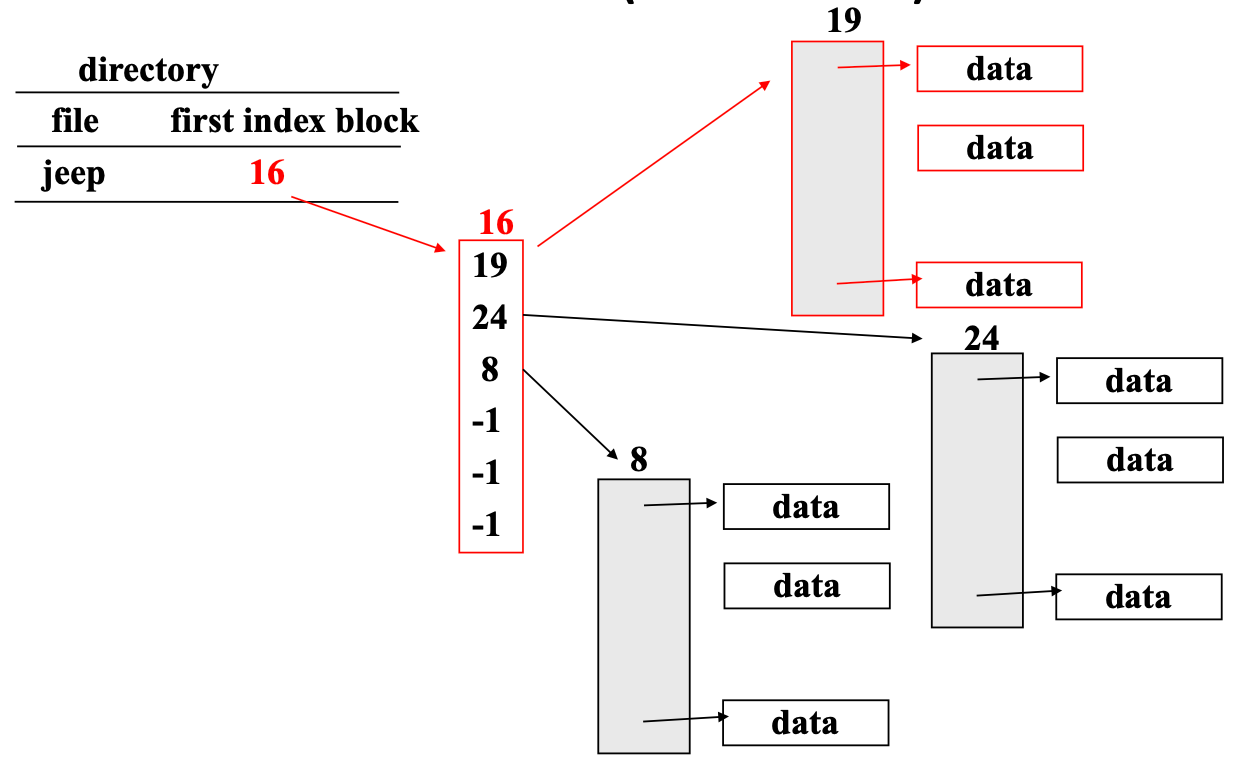 directory
file first index block
jeep 16
16
19
24
8
-1
-1
-1
19
data
data
data
24
data
data
data
8
data
data
data